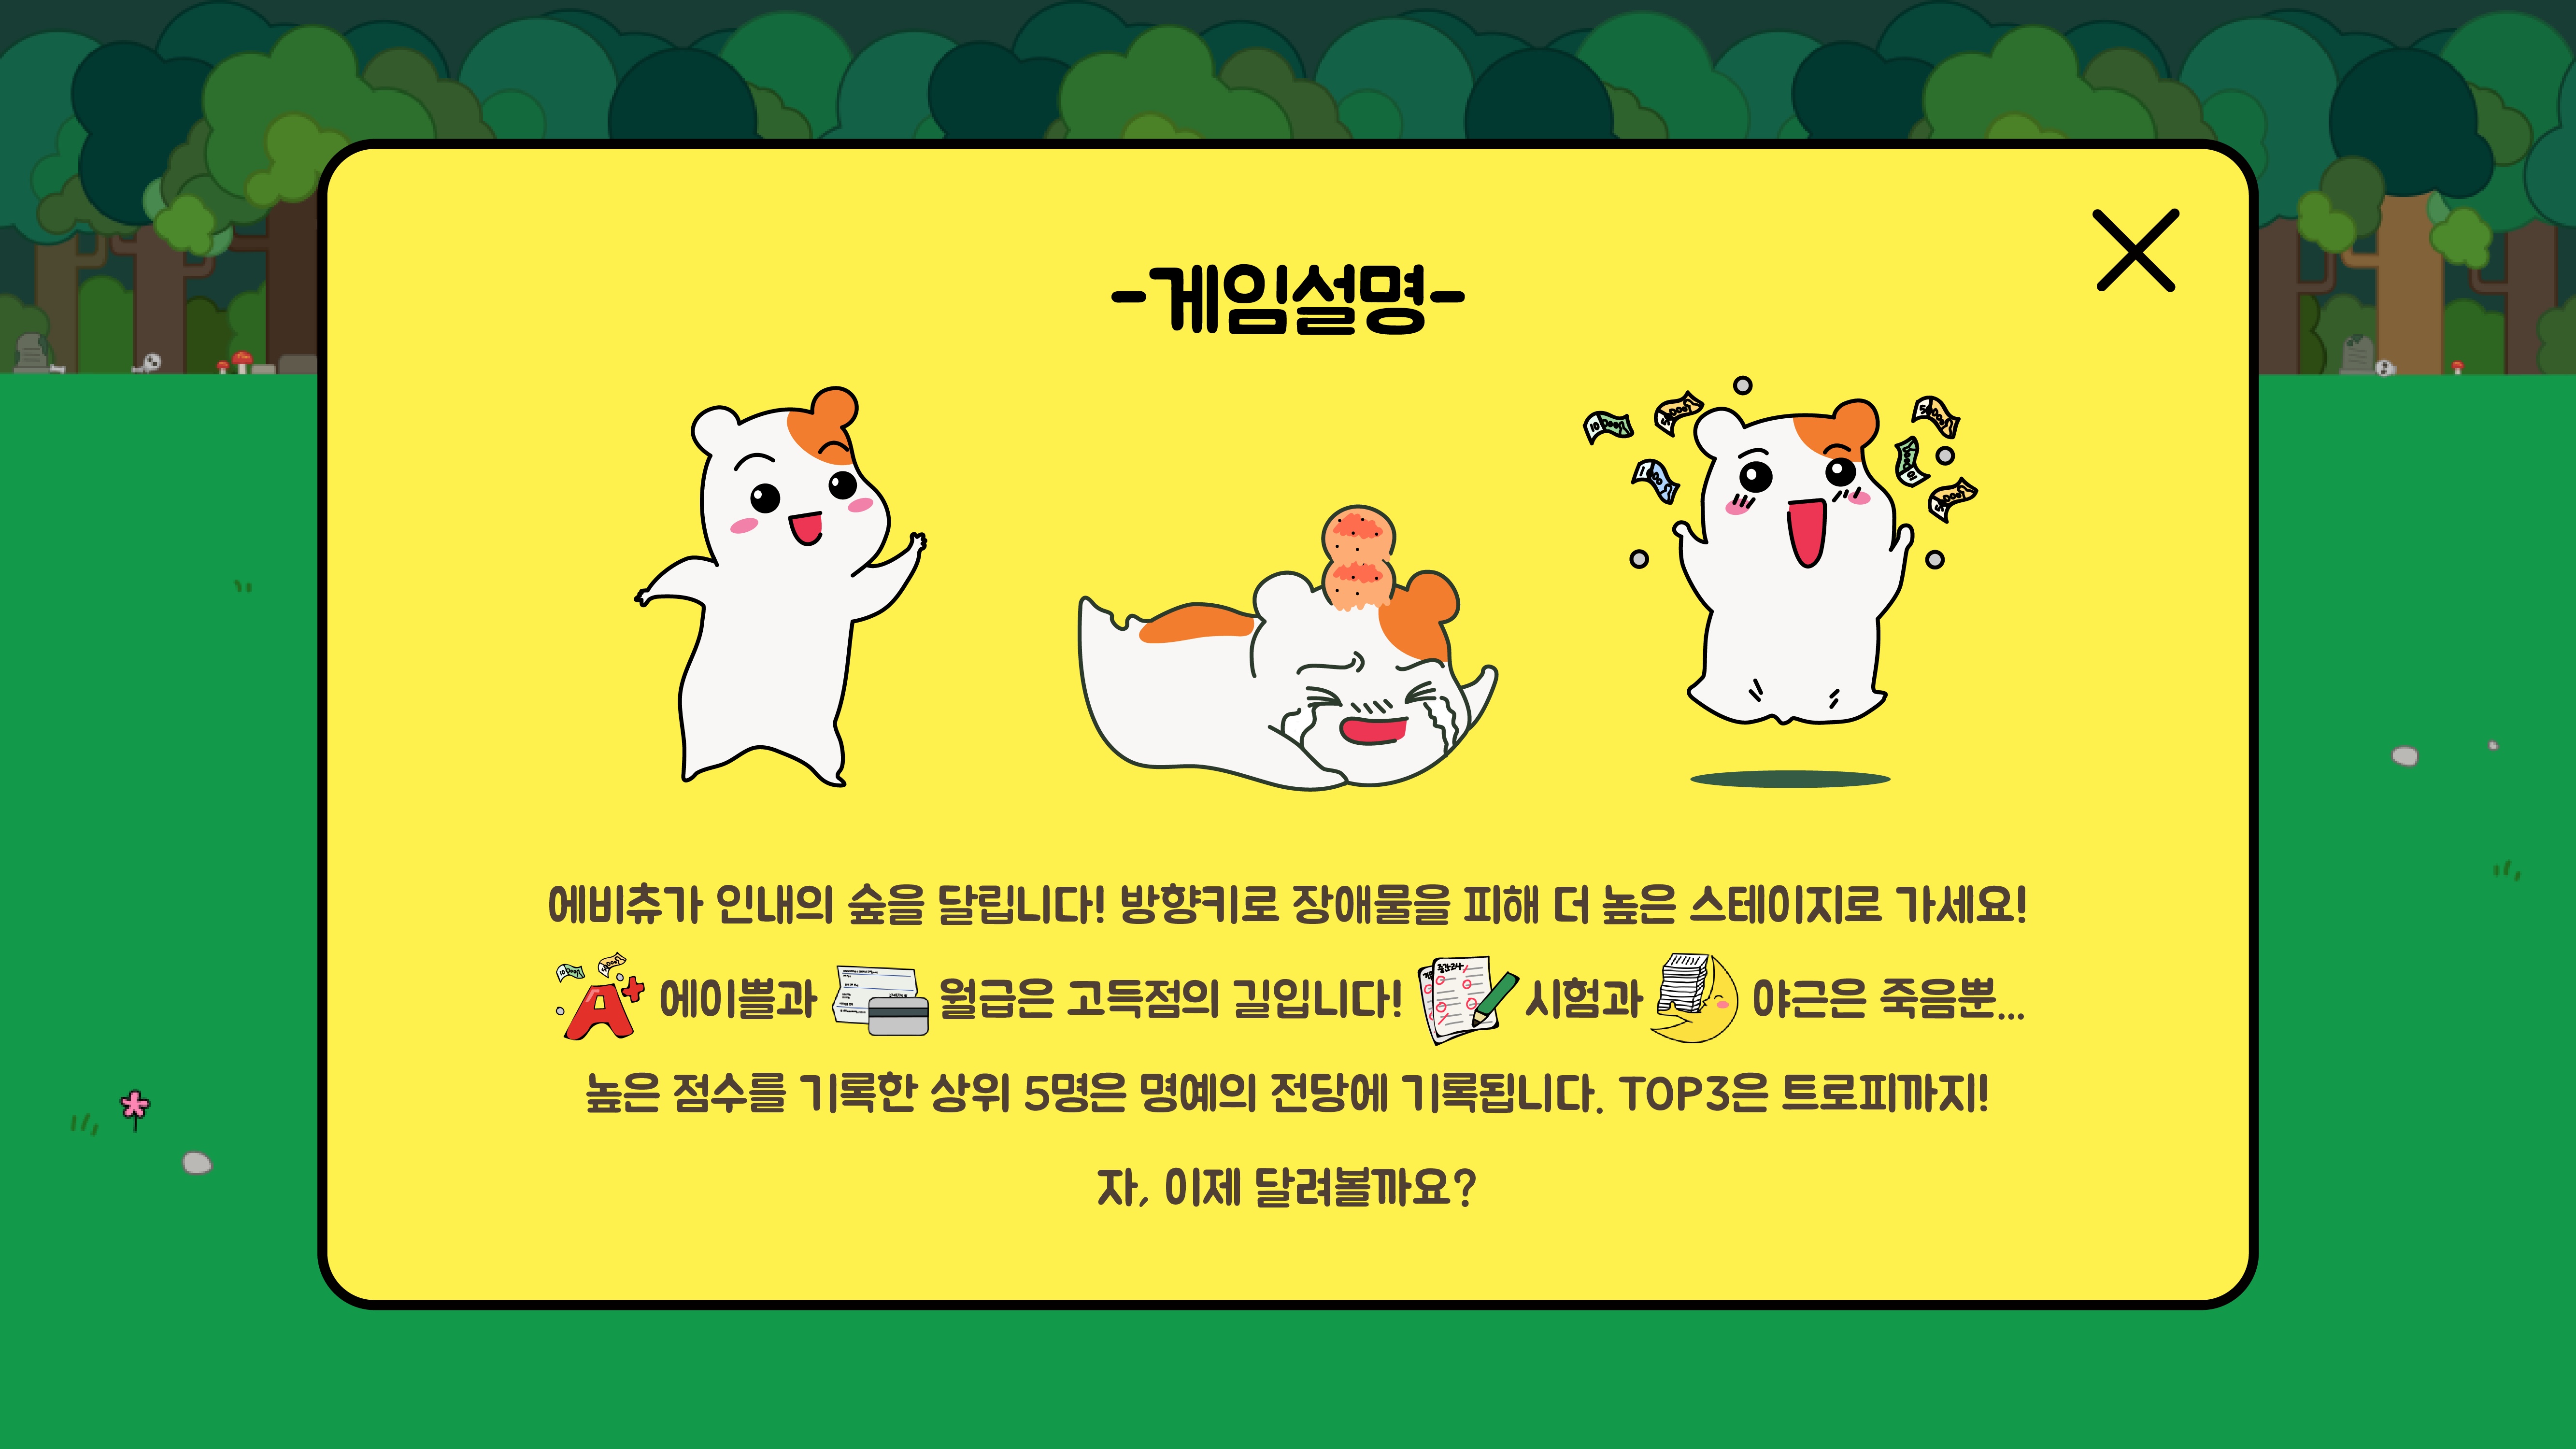 -게임설명-
에비츄가 인내의 숲을 달립니다! 방향키로 장애물을 피해 더 높은 스테이지로 가세요!
A+ 에이쁠과 월급은 고득점의 길입니다! 시험과 야근은 죽음뿐...
높은 점수를 기록한 상위 5명은 명예의 전당에 기록됩니다. TOP3은 트로피까지!
자, 이제 달려볼까요?